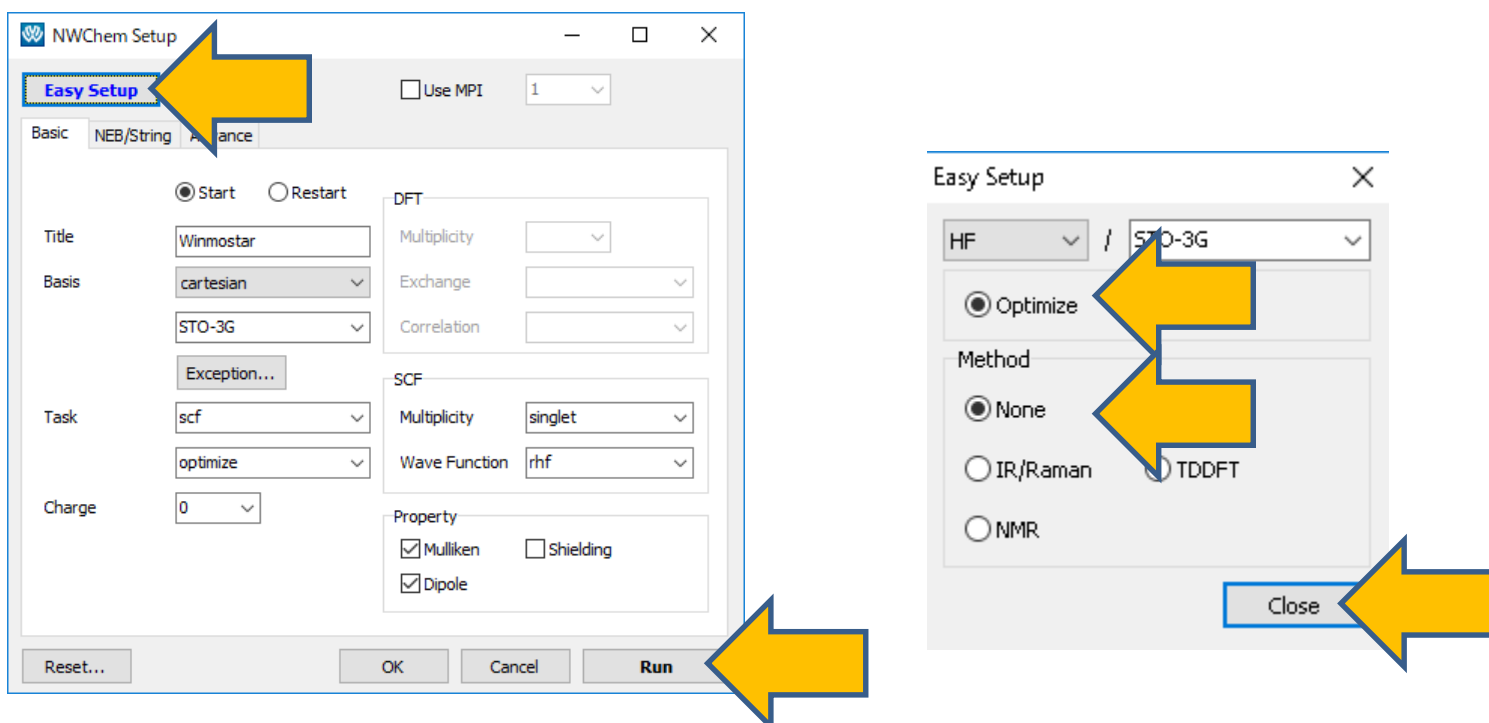 NWChem Setup
Easy Setup
Use MPI 1
Basic NEB/String
Start Restart
Title Winmostar
Basis cartesian
STO-3G
Exception...
Task scf
optimize
Charge 0
DFT
Multiplicity
Exchange
Correlation
SCF
Multiplicity singlet
Wave Function rhf
Property
Mulliken Shielding
Dipole
Reset... OK Cancel Run
Easy Setup
HF / STO-3G
Optimize
Method
None
IR/Raman TDDFT
NMR
Close